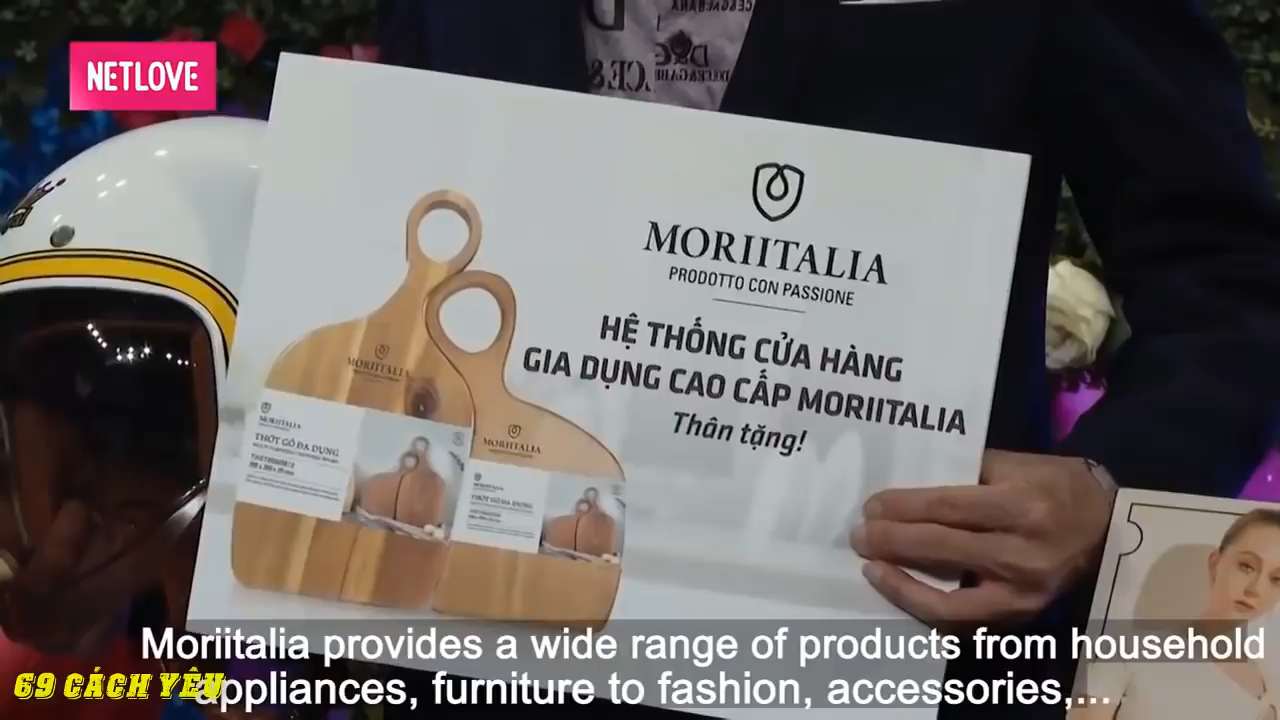 NETLOVE
MORIITALIA
PRODOTTO CON PASSIONE
HỆ THỐNG CỬA HÀNG
GIA DỤNG CAO CẤP MORIITALIA
Thân tặng!
MORIITALIA
MORIITALIA
MORIITALIA
THỚT GỖ ĐA DỤNG
THỚT GỖ ĐA DỤNG
Moriitalia provides a wide range of products from household
appliances, furniture to fashion, accessories,...
69 CÁCH YÊU